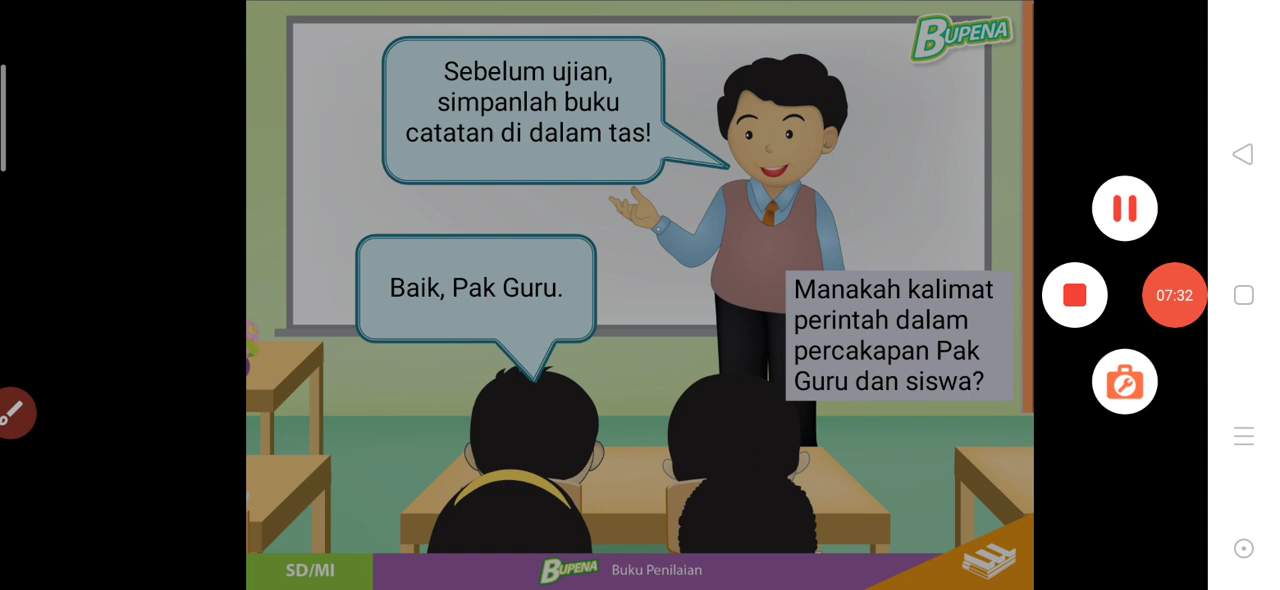 BUPENA
Sebelum ujian,
simpanlah buku
catatan di dalam tas!
Baik, Pak Guru.
Manakah kalimat
perintah dalam
percakapan Pak
Guru dan siswa?
07:32
SD/MI
BUPENA Buku Penilaian